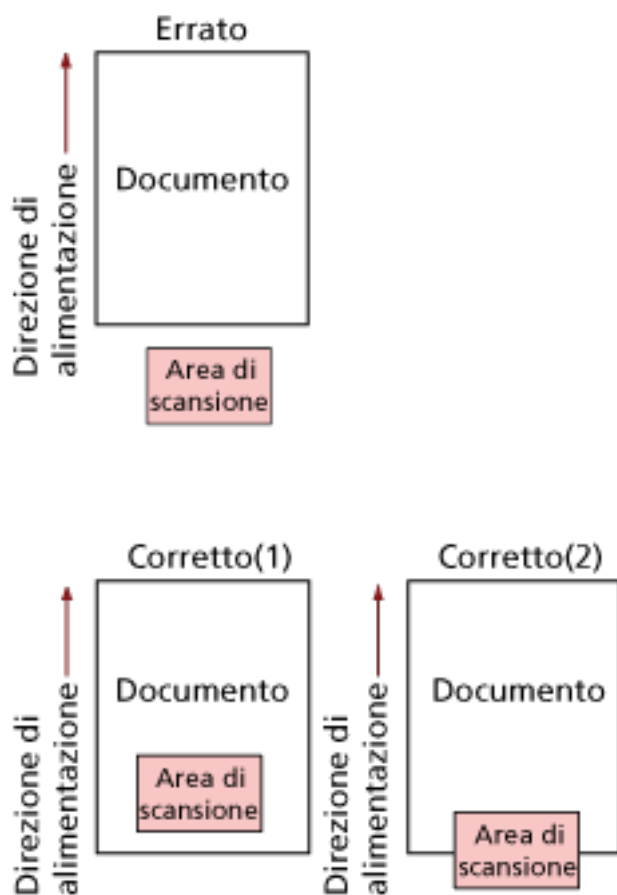 Errato
Direzione di
alimentazione
Documento
Area di
scansione
Corretto(1)
Direzione di
alimentazione
Documento
Area di
scansione
Corretto(2)
Direzione di
alimentazione
Documento
Area di
scansione